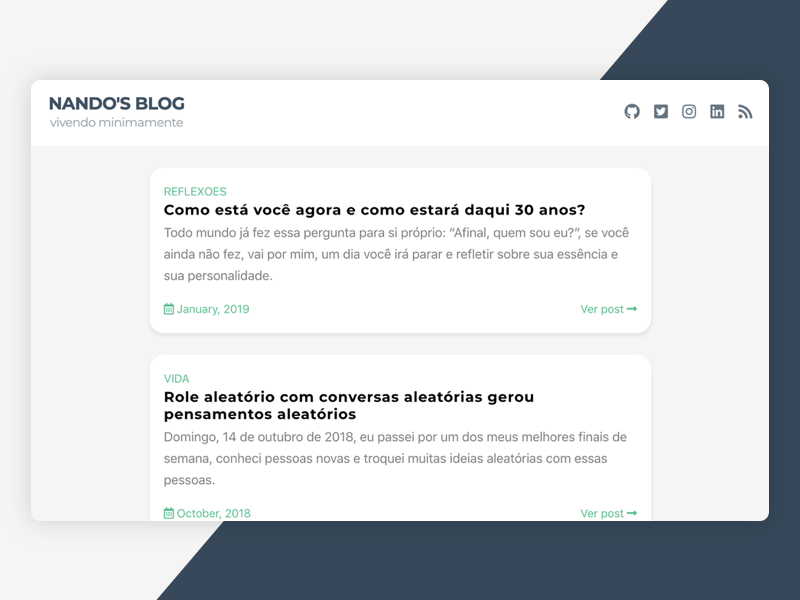 NANDO'S BLOG
vivendo minimamente
REFLEXOES
Como está você agora e como estará daqui 30 anos?
Todo mundo já fez essa pergunta para si próprio: “Afinal, quem sou eu?”, se você
ainda não fez, vai por mim, um dia você irá parar e refletir sobre sua essência e
sua personalidade.
January, 2019
Ver post
VIDA
Role aleatório com conversas aleatórias gerou
pensamentos aleatórios
Domingo, 14 de outubro de 2018, eu passei por um dos meus melhores finais de
semana, conheci pessoas novas e troquei muitas ideias aleatórias com essas
pessoas.
October, 2018
Ver post